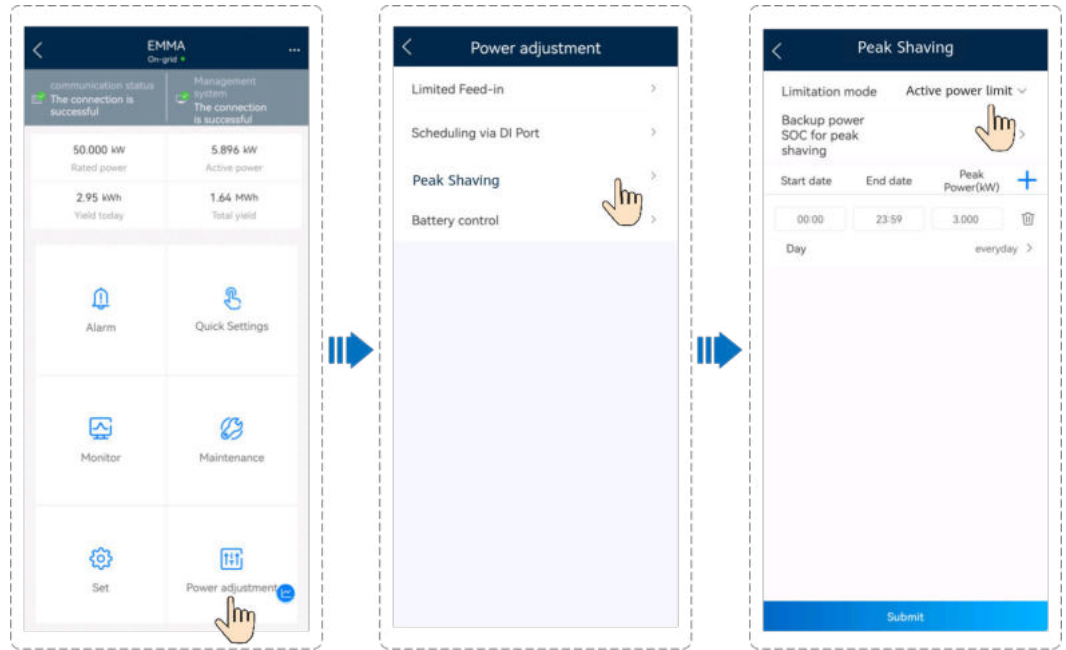 EMMA
On-grid
communication status
The connection is
successful
Management
system
The connection
is successful
50.000 kW
Rated power
5.896 kW
Active power
2.95 kWh
Yield today
1.64 MWh
Total yield
Alarm
Quick Settings
Monitor
Maintenance
Set
Power adjustment
Power adjustment
Limited Feed-in
Scheduling via DI Port
Peak Shaving
Battery control
Peak Shaving
Limitation mode Active power limit
Backup power
SOC for peak
shaving
Start date End date Peak
Power(kW)
00:00 23:59 3.000
Day everyday
Submit